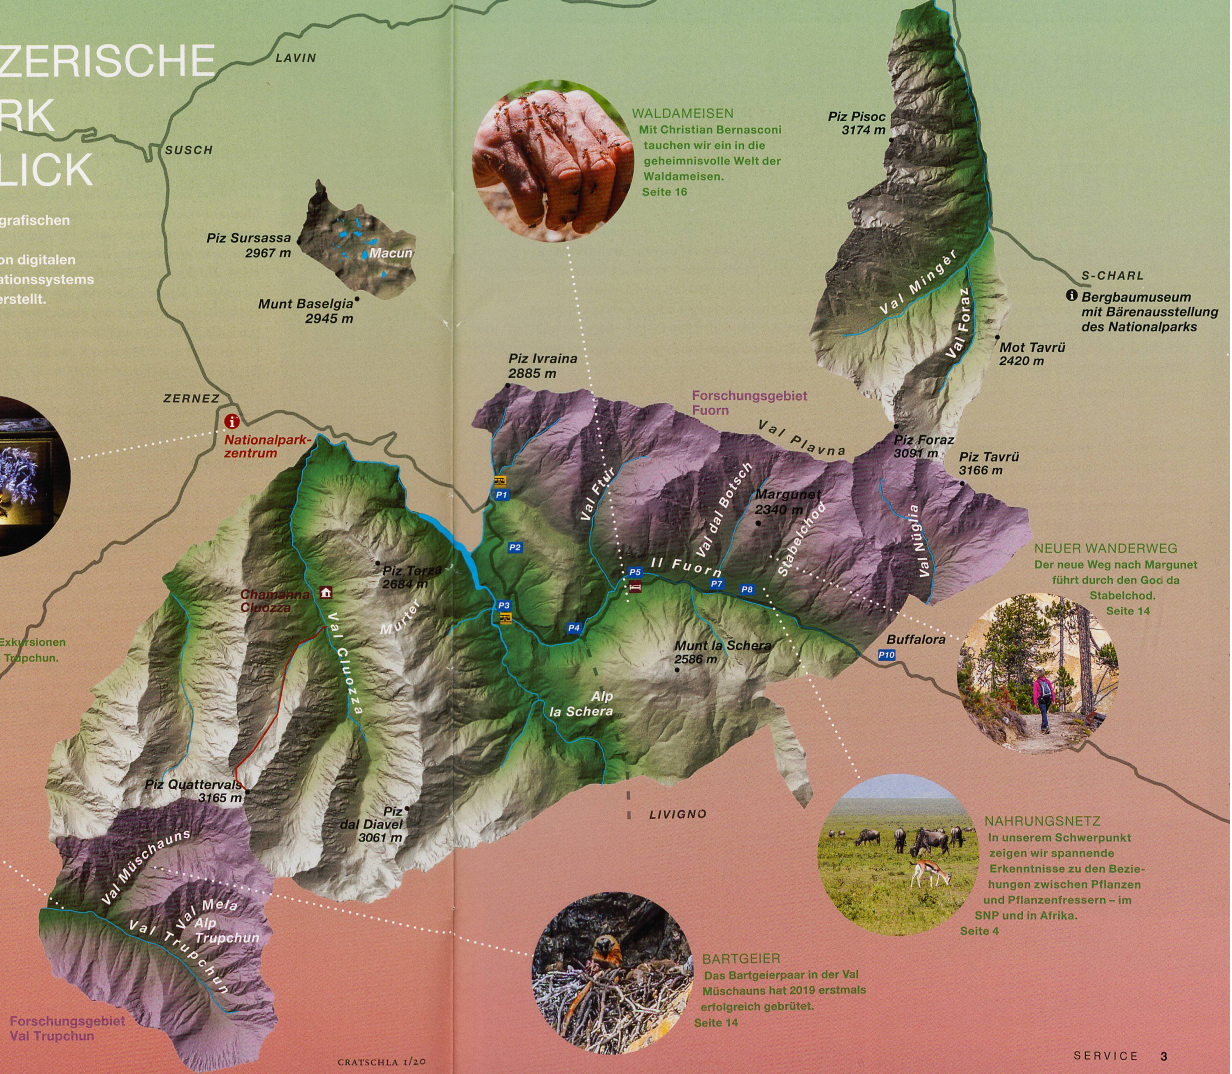 ZERISCHE
RK
LICK
grafischen
on digitalen
ationssystems
erstellt.
LAVIN
SUSCH
Piz Sursassa
2967 m
Macun
Munt Baselgia
2945 m
WALDAMEISEN
Mit Christian Bernasconi
tauchen wir ein in die
geheimnisvolle Welt der
Waldameisen.
Seite 16
Piz Pisoc
3174 m
Val Mingèr
Val Foraz
S-CHARL
Bergbaumuseum
mit Bärenausstellung
des Nationalparks
Mot Tavrü
2420 m
Piz Ivraina
2885 m
Forschungsgebiet
Fuorn
Val Plavna
Piz Foraz
3091 m
Piz Tavrü
3166 m
ZERNEZ
Nationalpark-
zentrum
P1
P2
Val Ftur
Val dal Botsch
Margunet
2340 m
Stabelchod
Val Nüglia
Il Fuorn
P5
P7
P8
P3
P4
P10
Buffalora
NEUER WANDERWEG
Der neue Weg nach Margunet
führt durch den God da
Stabelchod.
Seite 14
Piz Terza
2684 m
Chamanna
Cluozza
Murter
Val Cluozza
Munt la Schera
2586 m
Alp
la Schera
Exkursionen
Trupchun.
Piz Quattervals
3165 m
Piz
dal Diavel
3061 m
LIVIGNO
NAHRUNGSNETZ
In unserem Schwerpunkt
zeigen wir spannende
Erkenntnisse zu den Bezie-
hungen zwischen Pflanzen
und Pflanzenfressern – im
SNP und in Afrika.
Seite 4
Val Müschauns
Val Mela
Alp
Trupchun
Val Trupchun
Forschungsgebiet
Val Trupchun
BARTGEIER
Das Bartgeierpaar in der Val
Müschauns hat 2019 erstmals
erfolgreich gebrütet.
Seite 14
CRATSCHLA 1/20
SERVICE 3